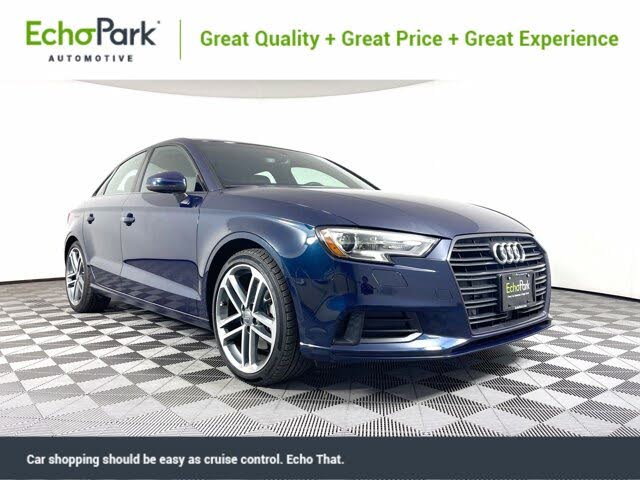 EchoPark®
AUTOMOTIVE
Great Quality + Great Price + Great Experience
EchoPark
Car shopping should be easy as cruise control. Echo That.